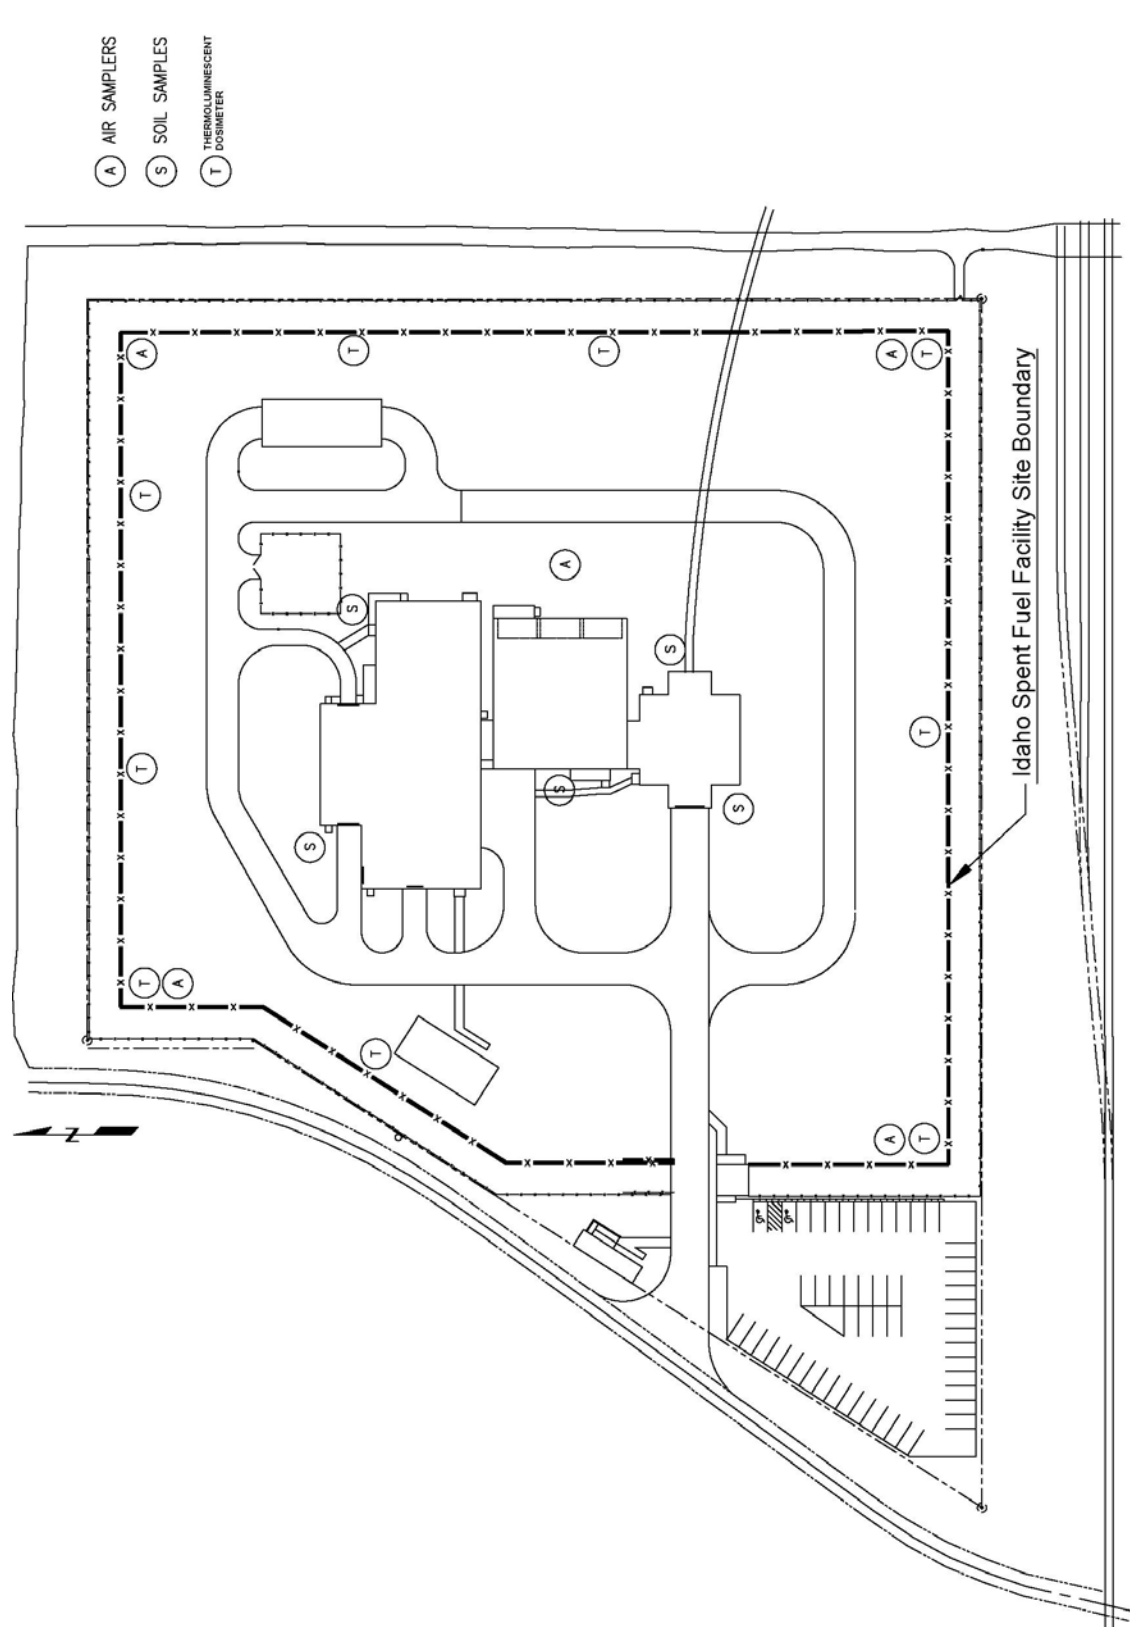 A AIR SAMPLERS
S SOIL SAMPLES
T THERMOLUMINESCENT
DOSIMETER
A
T
T
A
T
T
A
S
S
T
T
S
S
S
T
A
T
A
T
N
Idaho Spent Fuel Facility Site Boundary